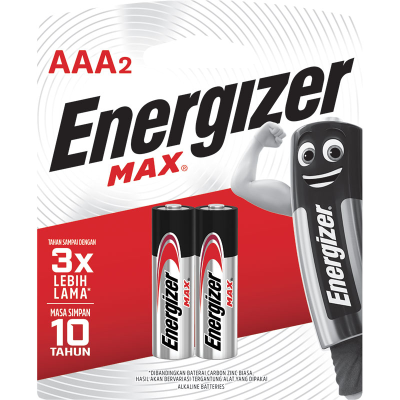 AAA2
Energizer
MAX®
TAHAN SAMPAI DENGAN
3x
LEBIH
LAMA*
MASA SIMPAN
10
TAHUN
Energizer
MAX
Energizer
MAX
Energizer
*DIBANDINGKAN BATERAI CARBON ZINC BIASA.
HASIL AKAN BERVARIASI TERGANTUNG ALAT YANG DIPAKAI
ALKALINE BATTERIES